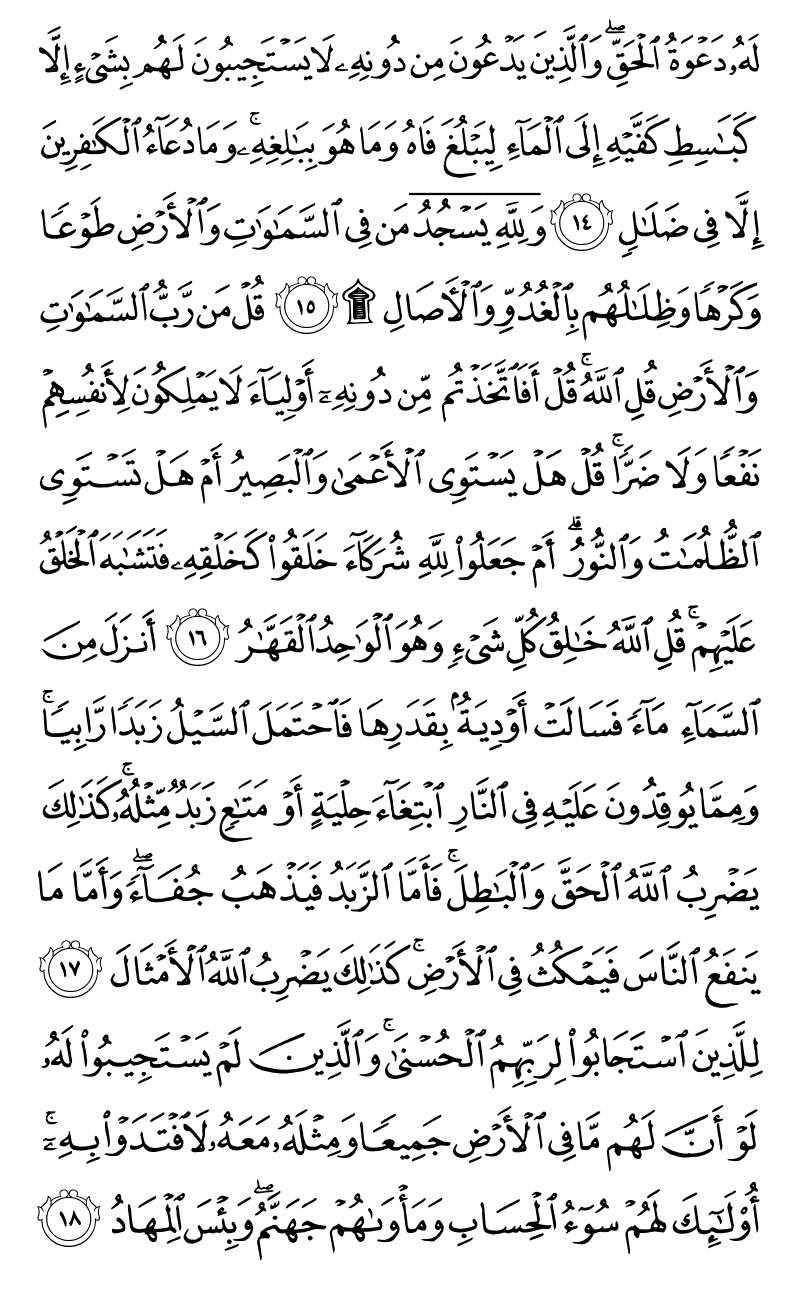 لَهُۥ دَعۡوَةُ ٱلۡحَقِّۖ وَٱلَّذِينَ يَدۡعُونَ مِن دُونِهِۦ لَا يَسۡتَجِيبُونَ لَهُم بِشَيۡءٍ إِلَّا
كَبَٰسِطِ كَفَّيۡهِ إِلَى ٱلۡمَآءِ لِيَبۡلُغَ فَاهُ وَمَا هُوَ بِبَٰلِغِهِۦۚ وَمَا دُعَآءُ ٱلۡكَٰفِرِينَ
إِلَّا فِي ضَلَٰلٖ ١٤ وَلِلَّهِۤ يَسۡجُدُۤ مَن فِي ٱلسَّمَٰوَٰتِ وَٱلۡأَرۡضِ طَوۡعٗا
وَكَرۡهٗا وَظِلَٰلُهُم بِٱلۡغُدُوِّ وَٱلۡأٓصَالِ ۩ ١٥ قُلۡ مَن رَّبُّ ٱلسَّمَٰوَٰتِ
وَٱلۡأَرۡضِ قُلِ ٱللَّهُۚ قُلۡ أَفَٱتَّخَذۡتُم مِّن دُونِهِۦٓ أَوۡلِيَآءَ لَا يَمۡلِكُونَ لِأَنفُسِهِمۡ
نَفۡعٗا وَلَا ضَرّٗاۚ قُلۡ هَلۡ يَسۡتَوِي ٱلۡأَعۡمَىٰ وَٱلۡبَصِيرُ أَمۡ هَلۡ تَسۡتَوِي
ٱلظُّلُمَٰتُ وَٱلنُّورُۗ أَمۡ جَعَلُواْ لِلَّهِ شُرَكَآءَ خَلَقُواْ كَخَلۡقِهِۦ فَتَشَٰبَهَ ٱلۡخَلۡقُ
عَلَيۡهِمۡۚ قُلِ ٱللَّهُ خَٰلِقُ كُلِّ شَيۡءٖ وَهُوَ ٱلۡوَٰحِدُ ٱلۡقَهَّٰرُ ١٦ أَنزَلَ مِنَ
ٱلسَّمَآءِ مَآءٗ فَسَالَتۡ أَوۡدِيَةُۢ بِقَدَرِهَا فَٱحۡتَمَلَ ٱلسَّيۡلُ زَبَدٗا رَّابِيٗاۚ
وَمِمَّا يُوقِدُونَ عَلَيۡهِ فِي ٱلنَّارِ ٱبۡتِغَآءَ حِلۡيَةٍ أَوۡ مَتَٰعٖ زَبَدٞ مِّثۡلُهُۥۚ كَذَٰلِكَ
يَضۡرِبُ ٱللَّهُ ٱلۡحَقَّ وَٱلۡبَٰطِلَۚ فَأَمَّا ٱلزَّبَدُ فَيَذۡهَبُ جُفَآءٗۖ وَأَمَّا مَا
يَنفَعُ ٱلنَّاسَ فَيَمۡكُثُ فِي ٱلۡأَرۡضِۚ كَذَٰلِكَ يَضۡرِبُ ٱللَّهُ ٱلۡأَمۡثَالَ ١٧
لِلَّذِينَ ٱسۡتَجَابُواْ لِرَبِّهِمُ ٱلۡحُسۡنَىٰۚ وَٱلَّذِينَ لَمۡ يَسۡتَجِيبُواْ لَهُۥ
لَوۡ أَنَّ لَهُم مَّا فِي ٱلۡأَرۡضِ جَمِيعٗا وَمِثۡلَهُۥ مَعَهُۥ لَٱفۡتَدَوۡاْ بِهِۦٓۚ
أُوْلَٰٓئِكَ لَهُمۡ سُوٓءُ ٱلۡحِسَابِ وَمَأۡوَىٰهُمۡ جَهَنَّمُۖ وَبِئۡسَ ٱلۡمِهَادُ ١٨